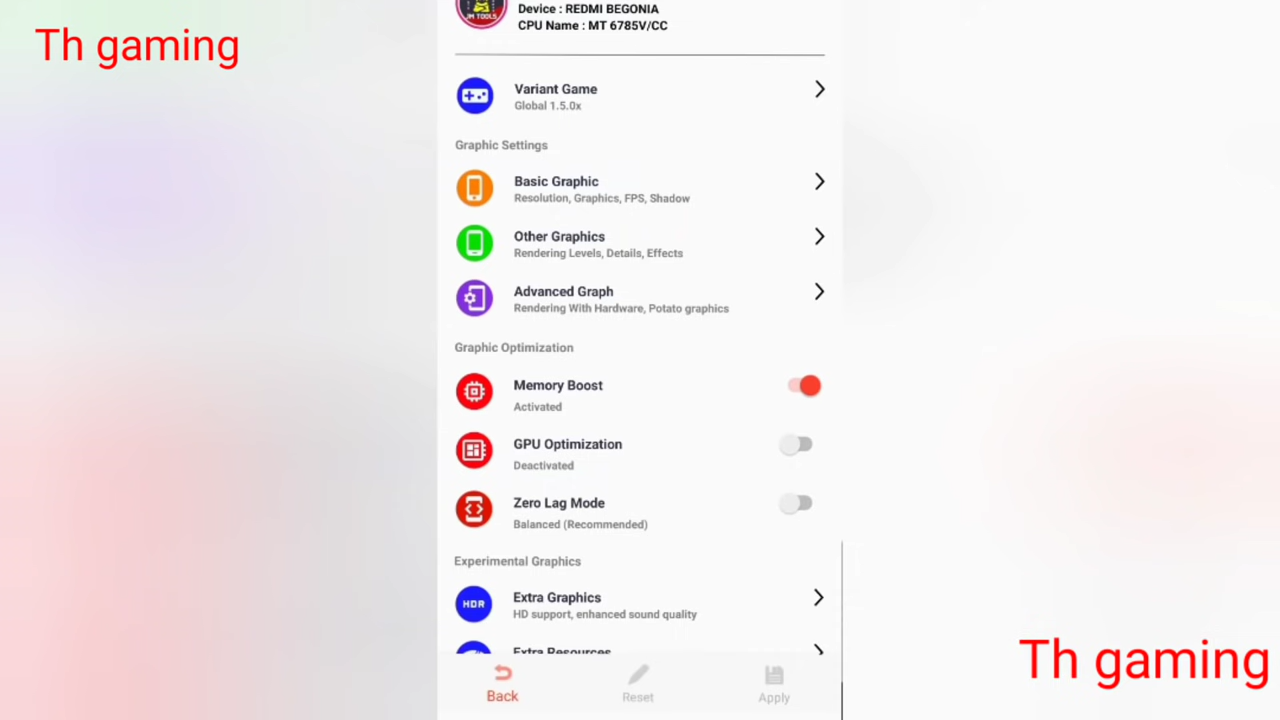 Th gaming
JM TOOLS
Device : REDMI BEGONIA
CPU Name : MT 6785V/CC
Variant Game
Global 1.5.0x
Graphic Settings
Basic Graphic
Resolution, Graphics, FPS, Shadow
Other Graphics
Rendering Levels, Details, Effects
Advanced Graph
Rendering With Hardware, Potato graphics
Graphic Optimization
Memory Boost
Activated
GPU Optimization
Deactivated
Zero Lag Mode
Balanced (Recommended)
Experimental Graphics
HDR
Extra Graphics
HD support, enhanced sound quality
Extra Resources
Back
Reset
Apply
Th gaming